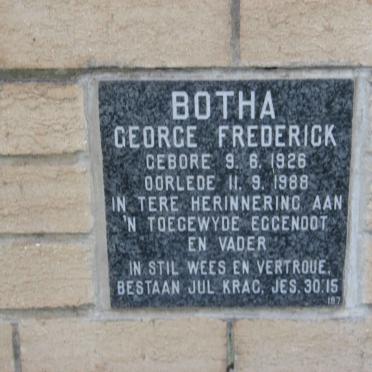 BOTHA
GEORGE FREDERICK
GEBORE 9. 6. 1926
OORLEDE 11. 9. 1988
IN TERE HERINNERING AAN
'N TOEGEWYDE EGGENOOT
EN VADER
IN STIL WEES EN VERTROUE,
BESTAAN JUL KRAG, JES. 30:15
187